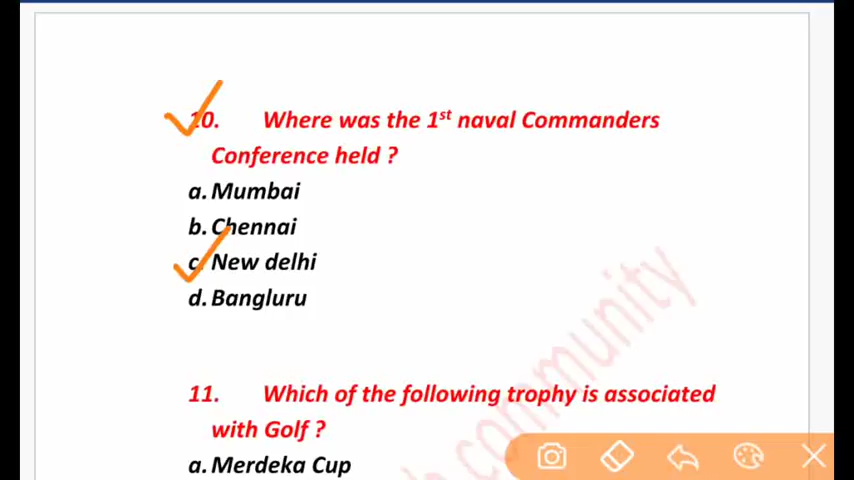 10. Where was the 1st naval Commanders
Conference held ?
a. Mumbai
b. Chennai
c. New delhi
d. Bangluru
community
11. Which of the following trophy is associated
with Golf ?
a. Merdeka Cup